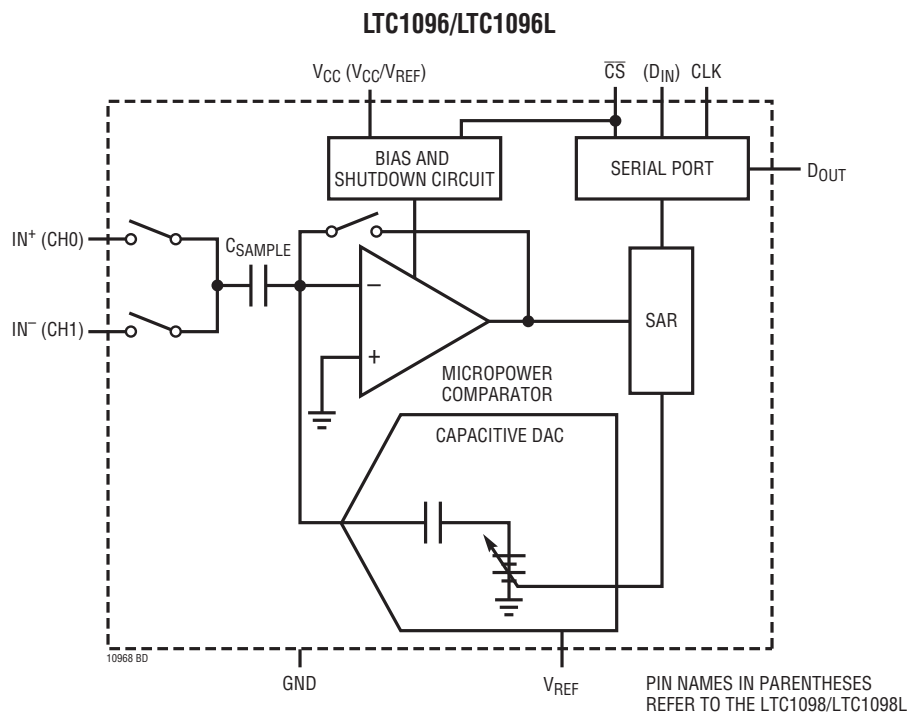 LTC1096/LTC1096L
V_CC (V_CC/V_REF)
C̅S̅ (D_IN) CLK
BIAS AND
SHUTDOWN CIRCUIT
SERIAL PORT
D_OUT
IN⁺ (CH0)
C_SAMPLE
–
SAR
IN⁻ (CH1)
+
MICROPOWER
COMPARATOR
CAPACITIVE DAC
10968 BD
GND
V_REF
PIN NAMES IN PARENTHESES
REFER TO THE LTC1098/LTC1098L